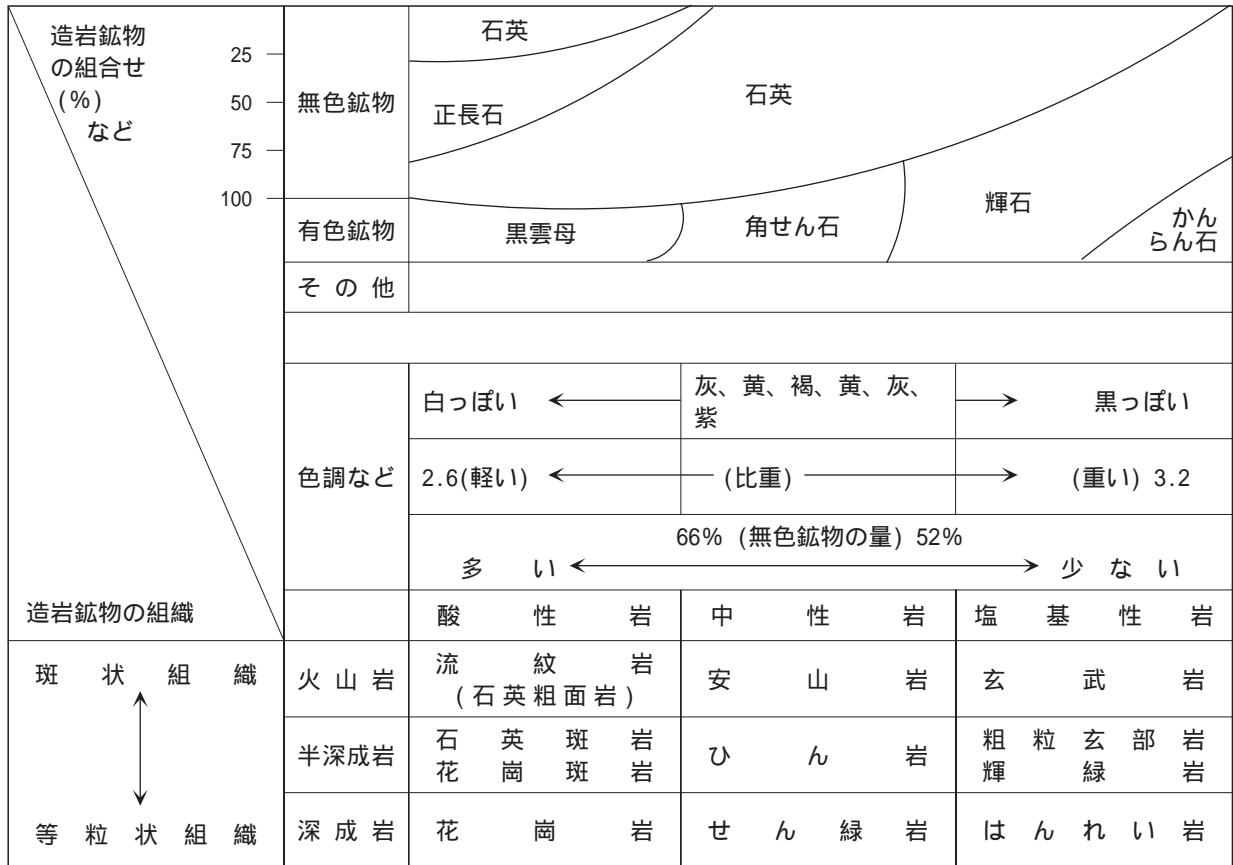 造岩鉱物
の組合せ
(%)
など
25
50
75
100
無色鉱物
石英
正長石
石英
有色鉱物
黒雲母
角せん石
輝石
かん
らん石
その他
色調など
白っぽい
灰、黄、褐、黄、灰、
紫
黒っぽい
2.6(軽い)
(比重)
(重い) 3.2
66% (無色鉱物の量) 52%
多い
少ない
造岩鉱物の組織
酸性岩
中性岩
塩基性岩
斑状組織
火山岩
流紋岩
(石英粗面岩)
安山岩
玄武岩
半深成岩
石英斑岩
花崗斑岩
ひん岩
粗粒玄部岩
輝緑岩
等粒状組織
深成岩
花崗岩
せん緑岩
はんれい岩